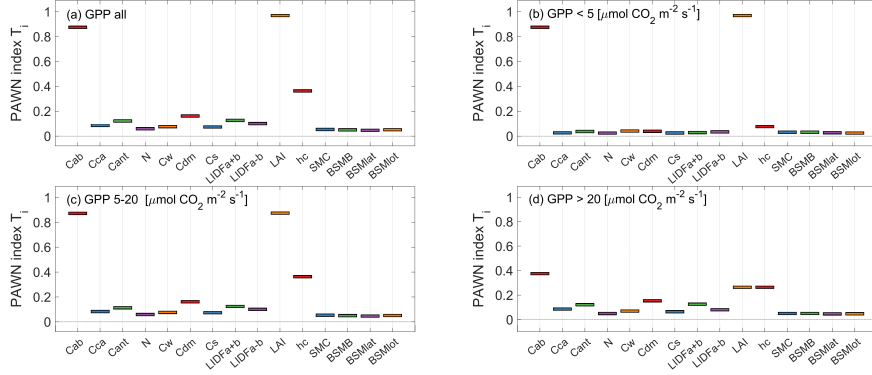 (a) GPP all
PAWN index T_i
1
0.8
0.6
0.4
0.2
0
Cab Cca Cant N Cw Cdm Cs LIDFa+b LIDFa-b LAI hc SMC BSMB BSMlat BSMlot
(b) GPP < 5 [μmol CO₂ m⁻² s⁻¹]
PAWN index T_i
1
0.8
0.6
0.4
0.2
0
Cab Cca Cant N Cw Cdm Cs LIDFa+b LIDFa-b LAI hc SMC BSMB BSMlat BSMlot
(c) GPP 5-20 [μmol CO₂ m⁻² s⁻¹]
PAWN index T_i
1
0.8
0.6
0.4
0.2
0
Cab Cca Cant N Cw Cdm Cs LIDFa+b LIDFa-b LAI hc SMC BSMB BSMlat BSMlot
(d) GPP > 20 [μmol CO₂ m⁻² s⁻¹]
PAWN index T_i
1
0.8
0.6
0.4
0.2
0
Cab Cca Cant N Cw Cdm Cs LIDFa+b LIDFa-b LAI hc SMC BSMB BSMlat BSMlot